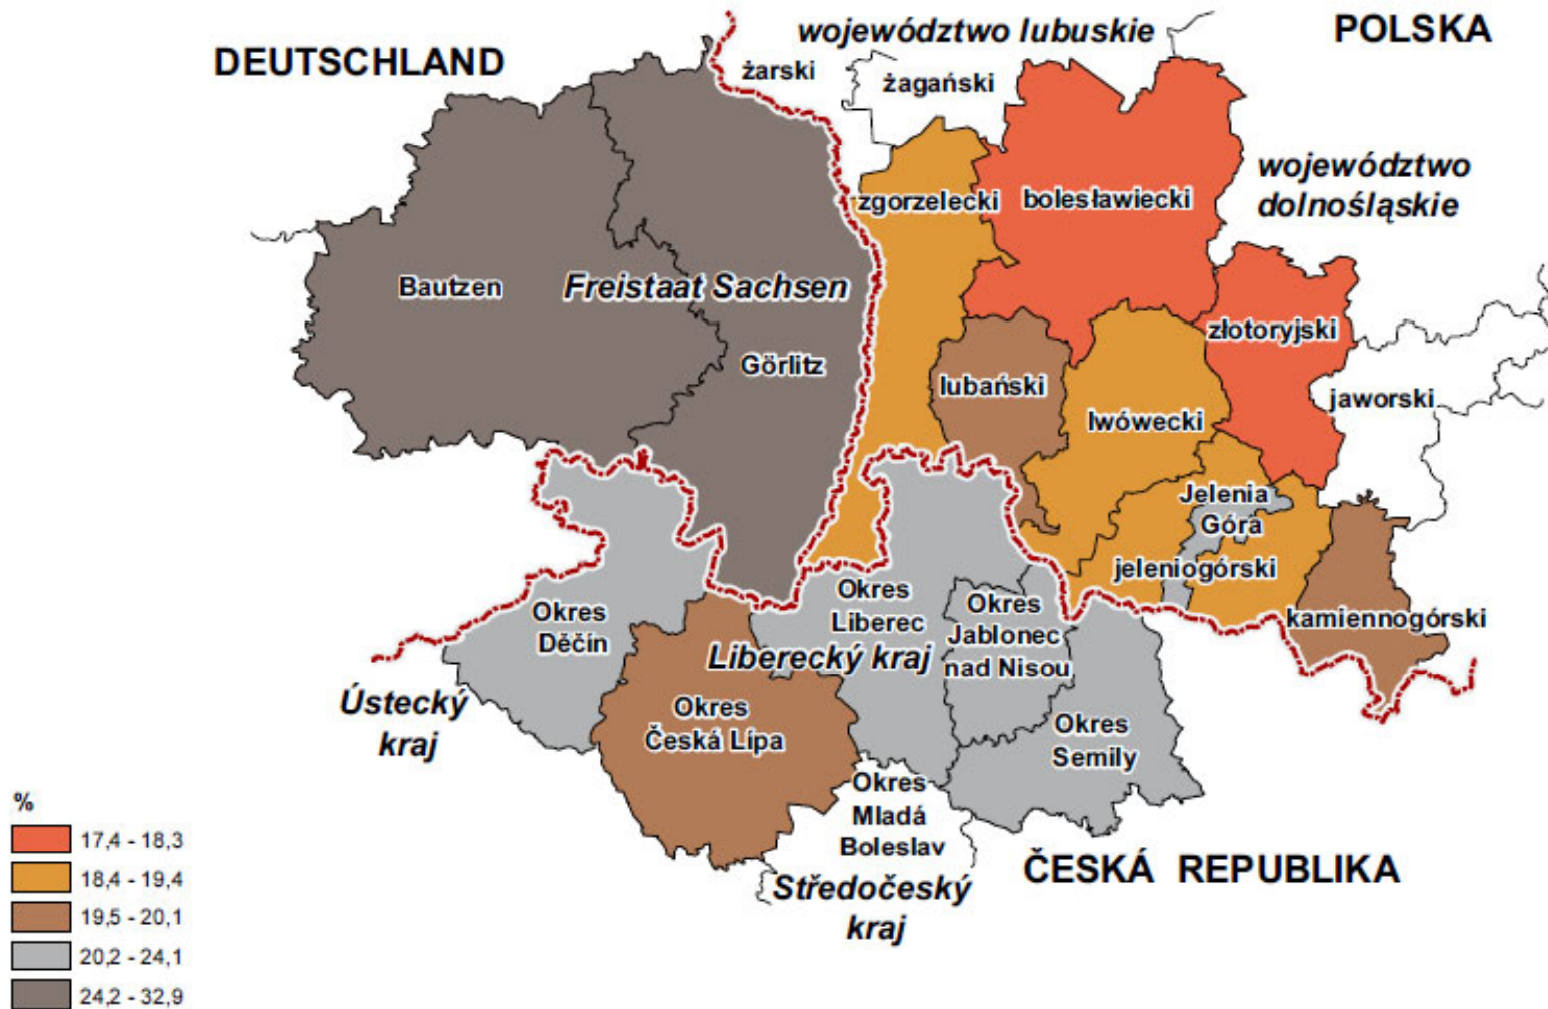 DEUTSCHLAND
województwo lubuskie
POLSKA
żarski
żagański
województwo
dolnośląskie
zgorzelecki
bolesławiecki
Bautzen
Freistaat Sachsen
złotoryjski
Görlitz
lubański
lwówecki
jaworski
Jelenia
Góra
jeleniogórski
kamiennogórski
Okres
Děčín
Okres
Liberec
Okres
Jablonec
nad Nisou
Liberecký kraj
Ústecký
kraj
Okres
Česká Lípa
Okres
Semily
Okres
Mladá
Boleslav
Středočeský
kraj
ČESKÁ REPUBLIKA
%
17,4 - 18,3
18,4 - 19,4
19,5 - 20,1
20,2 - 24,1
24,2 - 32,9